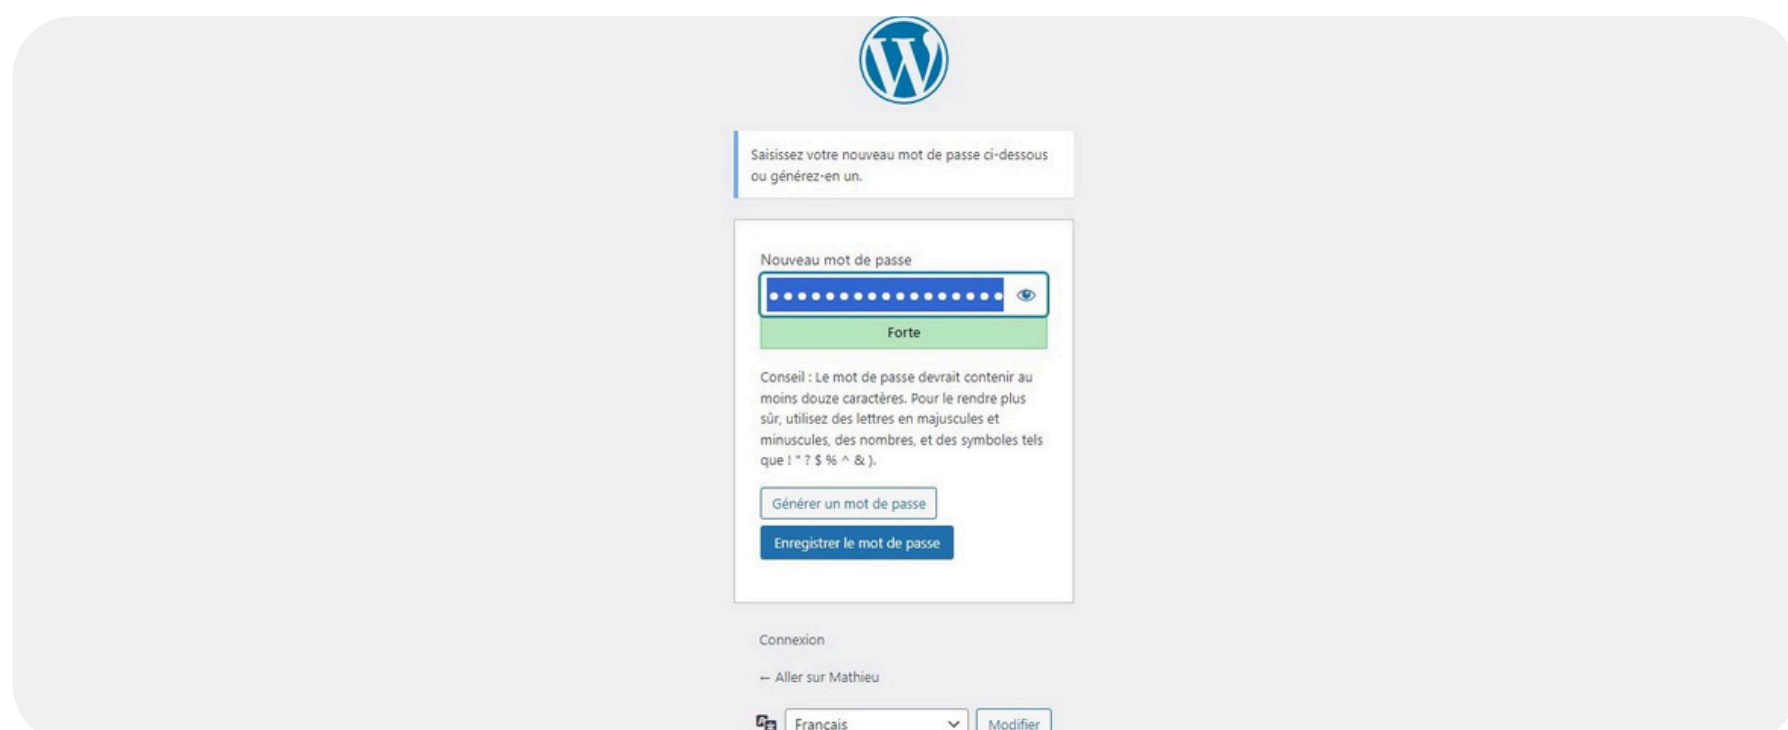 Saisissez votre nouveau mot de passe ci-dessous
ou générez-en un.
Nouveau mot de passe
Forte
Conseil : Le mot de passe devrait contenir au
moins douze caractères. Pour le rendre plus
sûr, utilisez des lettres en majuscules et
minuscules, des nombres, et des symboles tels
que ! " ? $ % ^ & ).
Générer un mot de passe
Enregistrer le mot de passe
Connexion
← Aller sur Mathieu
Français
Modifier